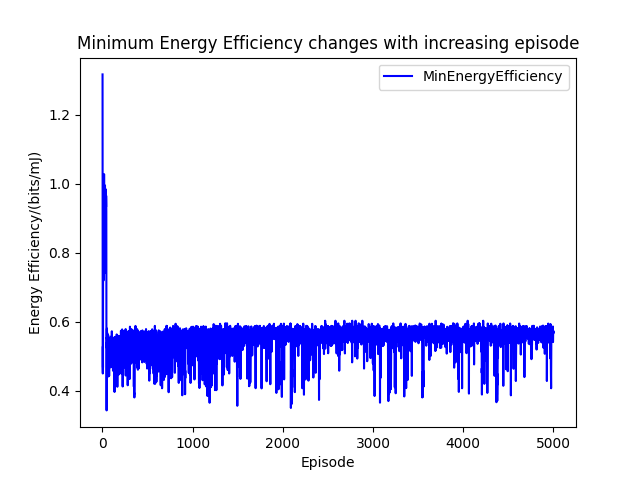 Minimum Energy Efficiency changes with increasing episode
MinEnergyEfficiency
1.2
1.0
0.8
0.6
0.4
Energy Efficiency/(bits/mJ)
0 1000 2000 3000 4000 5000
Episode